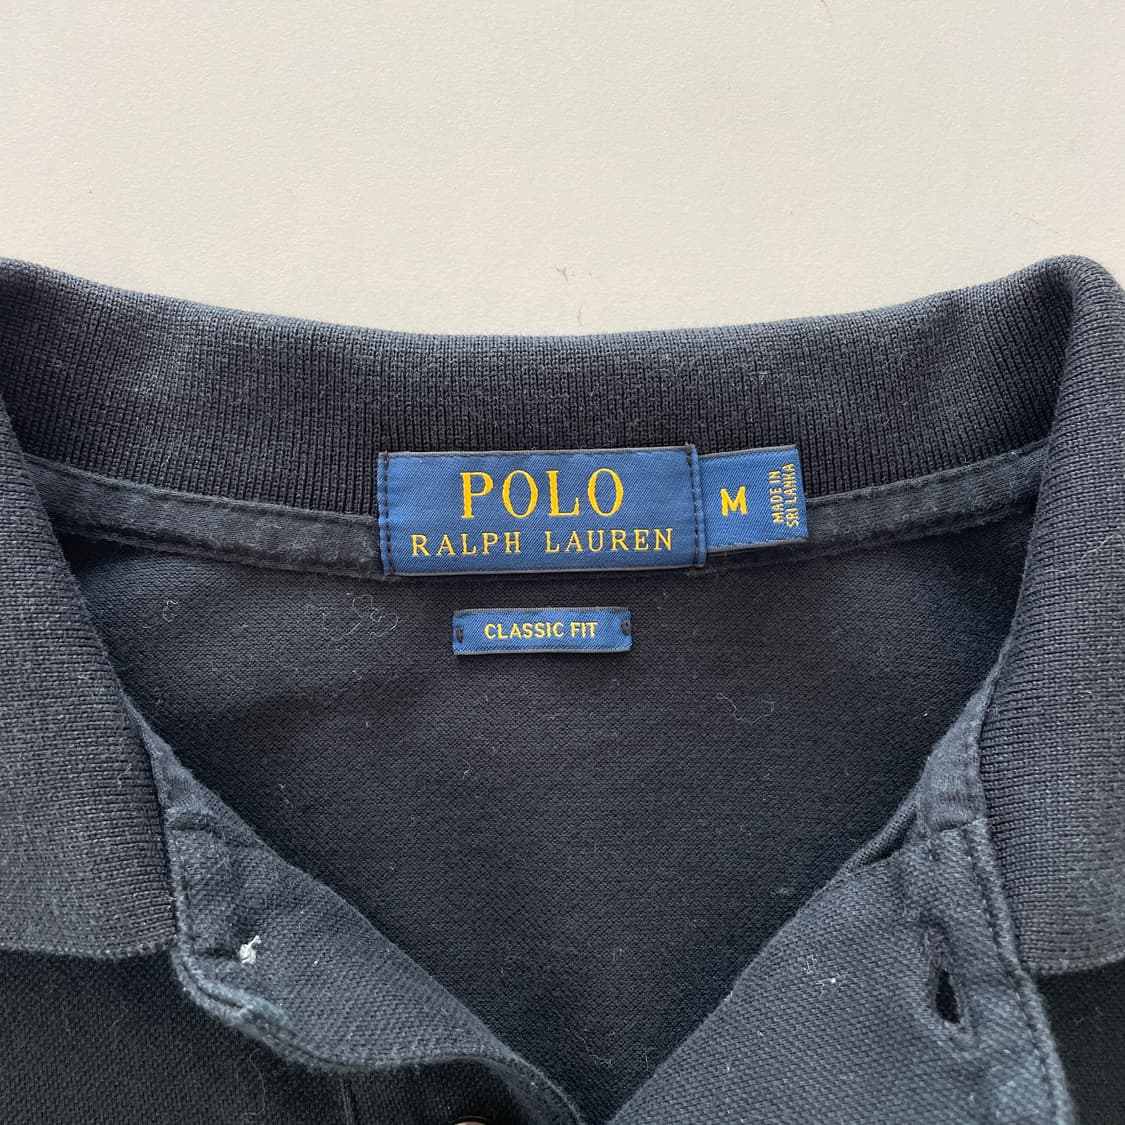 POLO
RALPH LAUREN
M
MADE IN
SRI LANKA
CLASSIC FIT